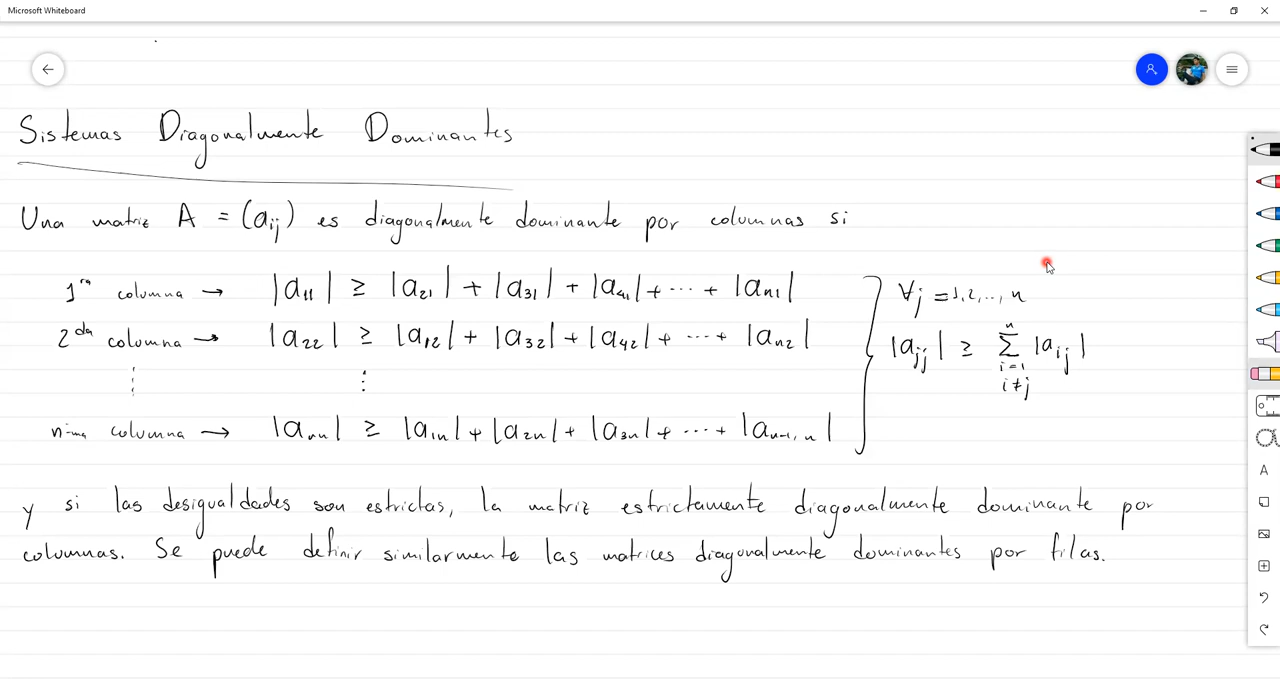 Microsoft Whiteboard
Sistemas Diagonalmente Dominantes
Una matriz A = (aij) es diagonalmente dominante por columnas si
1ra columna → |a11| ≥ |a21| + |a31| + |a41| + ... + |an1|
2da columna → |a22| ≥ |a12| + |a32| + |a42| + ... + |an2|
⋮ ⋮
n-ma columna → |ann| ≥ |a1n| + |a2n| + |a3n| + ... + |an-1,n|
∀j = 1,2,...,n
|ajj| ≥ Σ |aij|
n
i=1
i≠j
y si las desigualdades son estrictas, la matriz estrictamente diagonalmente dominante por
columnas. Se puede definir similarmente las matrices diagonalmente dominantes por filas.